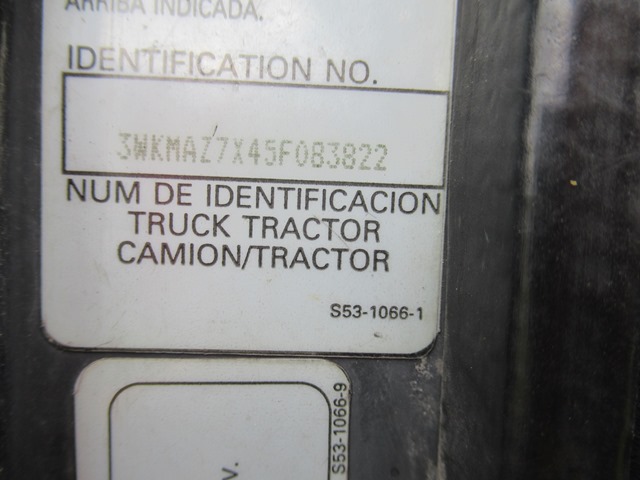 ARRIBA INDICADA.
IDENTIFICATION NO.
3WKMAZ7X45F083822
NUM DE IDENTIFICACION
TRUCK TRACTOR
CAMION/TRACTOR
S53-1066-1
S53-1066-9
V.